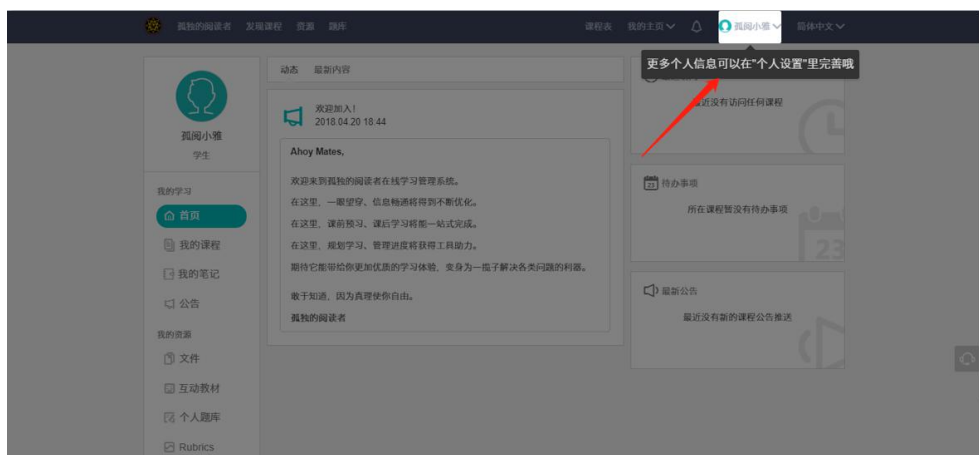 孤独的阅读者 发现课程 资源 题库 课程表 我的主页 孤阅小雅 简体中文
更多个人信息可以在“个人设置”里完善哦
动态 最新内容
最近没有访问任何课程
欢迎加入！
2018.04.20 18:44
孤阅小雅
学生
Ahoy Mates,
欢迎来到孤独的阅读者在线学习管理系统。
在这里，一眼望穿、信息畅通将得到不断优化。
在这里，课前预习、课后学习将能一站式完成。
在这里，规划学习、管理进度将获得工具助力。
期待它能带给你更加优质的学习体验，变身为一揽子解决各类问题的利器。
敢于知道，因为真理使你自由。
孤独的阅读者
我的学习
首页
我的课程
我的笔记
公告
我的资源
文件
互动教材
个人题库
Rubrics
23 待办事项
所在课程暂没有待办事项
23
最新公告
最近没有新的课程公告推送